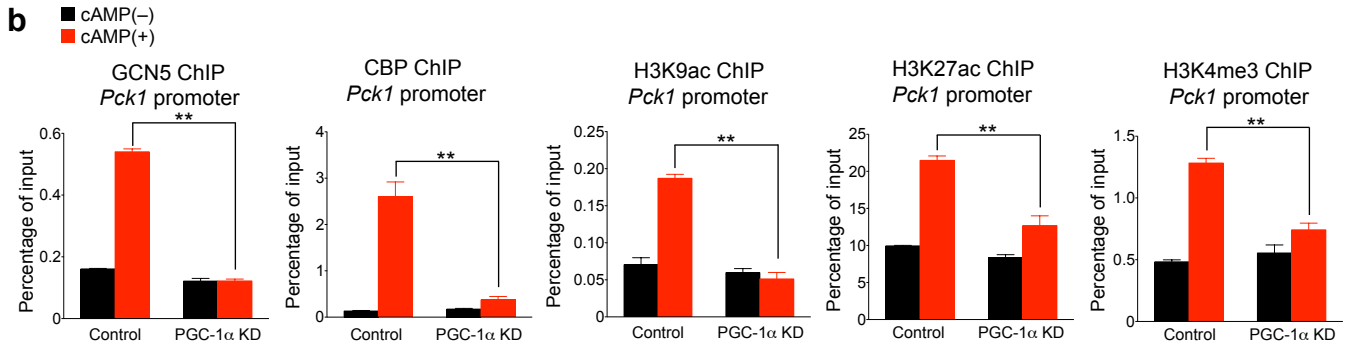 b
cAMP(–)
cAMP(+)
GCN5 ChIP
Pck1 promoter
Percentage of input
0.6
0.4
0.2
0
**
Control
PGC-1α KD
CBP ChIP
Pck1 promoter
Percentage of input
4
3
2
1
0
**
Control
PGC-1α KD
H3K9ac ChIP
Pck1 promoter
Percentage of input
0.25
0.20
0.15
0.10
0.05
0.00
**
Control
PGC-1α KD
H3K27ac ChIP
Pck1 promoter
Percentage of input
25
20
15
10
5
0
**
Control
PGC-1α KD
H3K4me3 ChIP
Pck1 promoter
Percentage of input
1.5
1.0
0.5
0.0
**
Control
PGC-1α KD